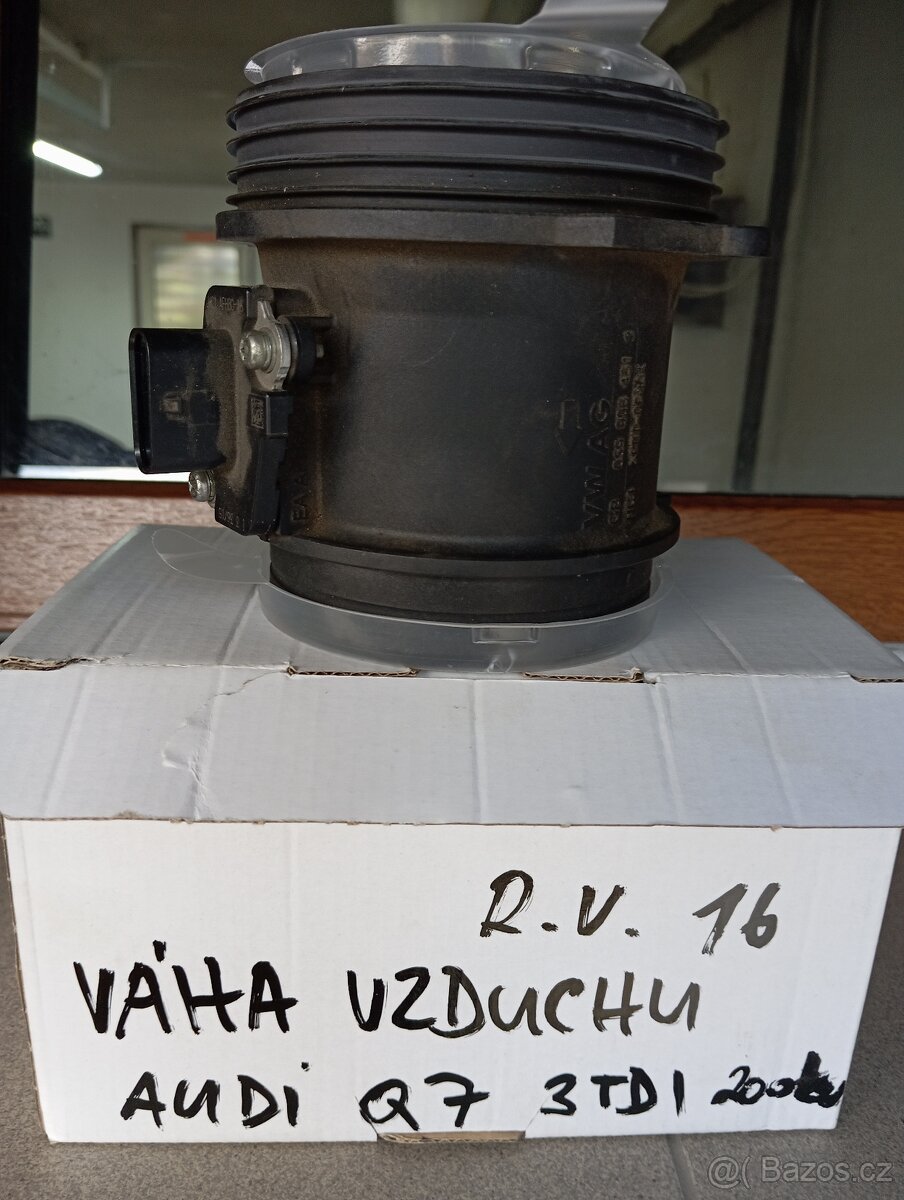 VW AG
R.V. 16
VÁHA VZDUCHU
AUDi Q7 3TDI 200kw
@( Bazos.cz